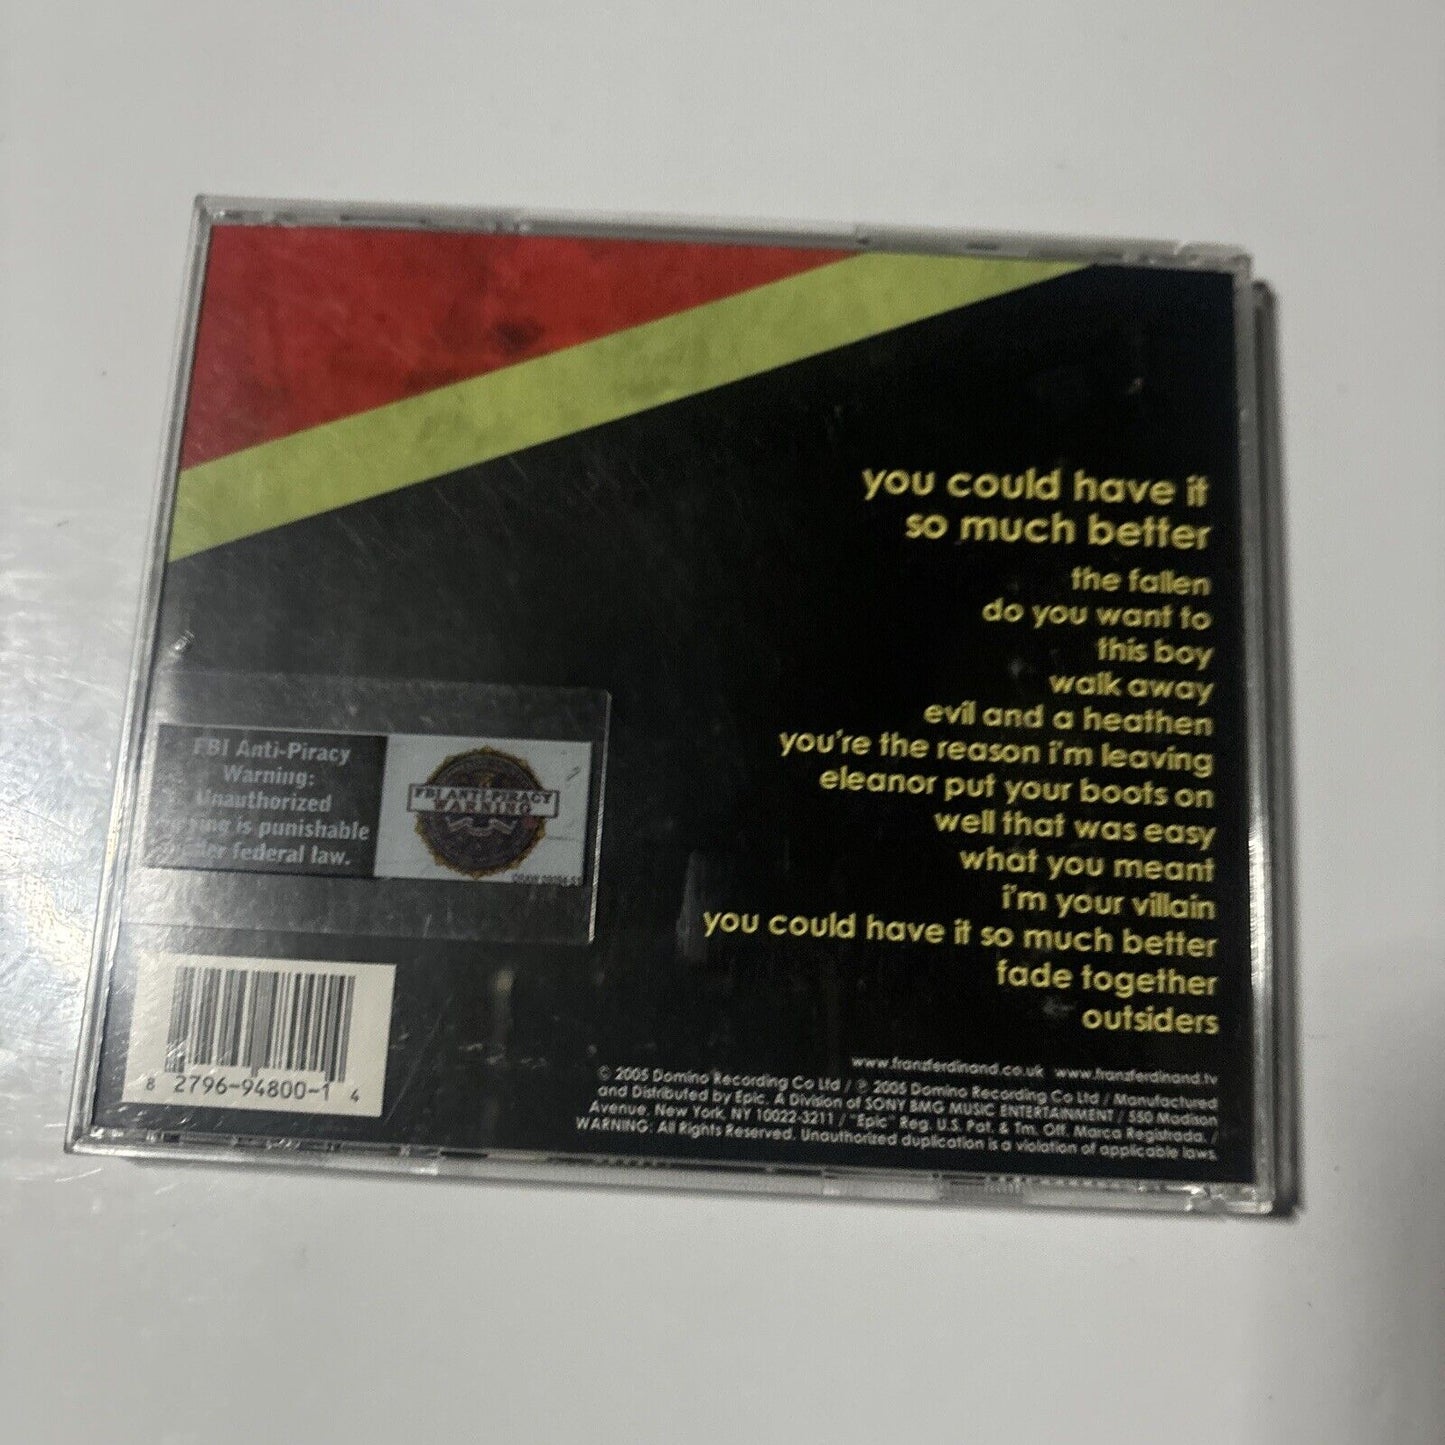 you could have it
so much better
the fallen
do you want to
this boy
walk away
evil and a heathen
you're the reason i'm leaving
eleanor put your boots on
well that was easy
what you meant
i'm your villain
you could have it so much better
fade together
outsiders
www.franzferdinand.co.uk www.franzferdinand.tv
© 2005 Domino Recording Co Ltd / ℗ 2005 Domino Recording Co Ltd / Manufactured
and Distributed by Epic, A Division of SONY BMG MUSIC ENTERTAINMENT / 550 Madison
Avenue, New York, NY 10022-3211 / "Epic" Reg. U.S. Pat. & Tm. Off. Marca Registrada. /
WARNING: All Rights Reserved. Unauthorized duplication is a violation of applicable laws.
FBI Anti-Piracy
Warning:
Unauthorized
is punishable
federal law.
FBI ANTI-PIRACY
WARNING
8 2796-94800-1 4